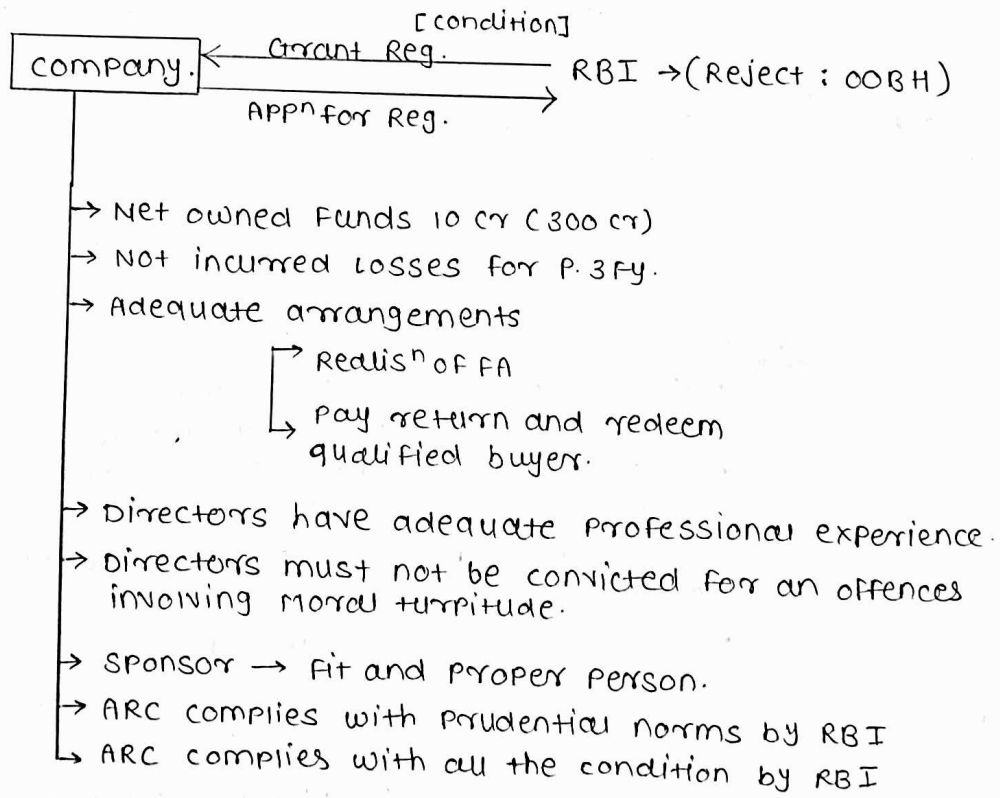 [condition]
Grant Reg.
company.
RBI →(Reject : OOBH)
APPⁿ for Reg.
→ Net owned Funds 10 cr (300 cr)
→ Not incurred losses for P. 3 FY.
→ Adequate arrangements
→ Realisⁿ of FA
→ Pay return and redeem
qualified buyer.
→ Directors have adequate professional experience.
→ Directors must not be convicted for an offences
involving Moral turpitude.
→ Sponsor → Fit and proper person.
→ ARC complies with prudential norms by RBI
→ ARC complies with all the condition by RBI